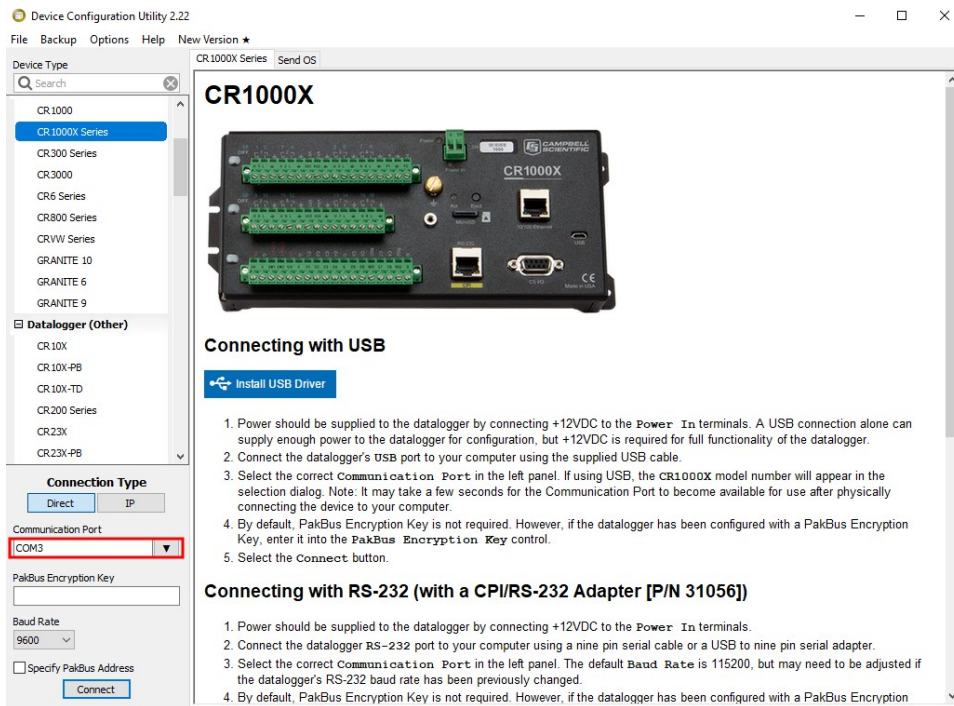 Device Configuration Utility 2.22
File Backup Options Help New Version ★
Device Type
Search
CR1000
CR1000X Series
CR300 Series
CR3000
CR6 Series
CR800 Series
CRVW Series
GRANITE 10
GRANITE 6
GRANITE 9
Datalogger (Other)
CR10X
CR10X-PB
CR10X-TD
CR200 Series
CR23X
CR23X-PB
Connection Type
Direct IP
Communication Port
COM3
PakBus Encryption Key
Baud Rate
9600
Specify PakBus Address
Connect
CR1000X Series Send OS
CR1000X
CAMPBELL
SCIENTIFIC
CR1000X
Power In
10/100 Ethernet
USB
RS-232
CPI
CS I/O
Made in USA
Connecting with USB
Install USB Driver
1. Power should be supplied to the datalogger by connecting +12VDC to the Power In terminals. A USB connection alone can
supply enough power to the datalogger for configuration, but +12VDC is required for full functionality of the datalogger.
2. Connect the datalogger's USB port to your computer using the supplied USB cable.
3. Select the correct Communication Port in the left panel. If using USB, the CR1000X model number will appear in the
selection dialog. Note: It may take a few seconds for the Communication Port to become available for use after physically
connecting the device to your computer.
4. By default, PakBus Encryption Key is not required. However, if the datalogger has been configured with a PakBus Encryption
Key, enter it into the PakBus Encryption Key control.
5. Select the Connect button.
Connecting with RS-232 (with a CPI/RS-232 Adapter [P/N 31056])
1. Power should be supplied to the datalogger by connecting +12VDC to the Power In terminals.
2. Connect the datalogger RS-232 port to your computer using a nine pin serial cable or a USB to nine pin serial adapter.
3. Select the correct Communication Port in the left panel. The default Baud Rate is 115200, but may need to be adjusted if
the datalogger's RS-232 baud rate has been previously changed.
4. By default, PakBus Encryption Key is not required. However, if the datalogger has been configured with a PakBus Encryption